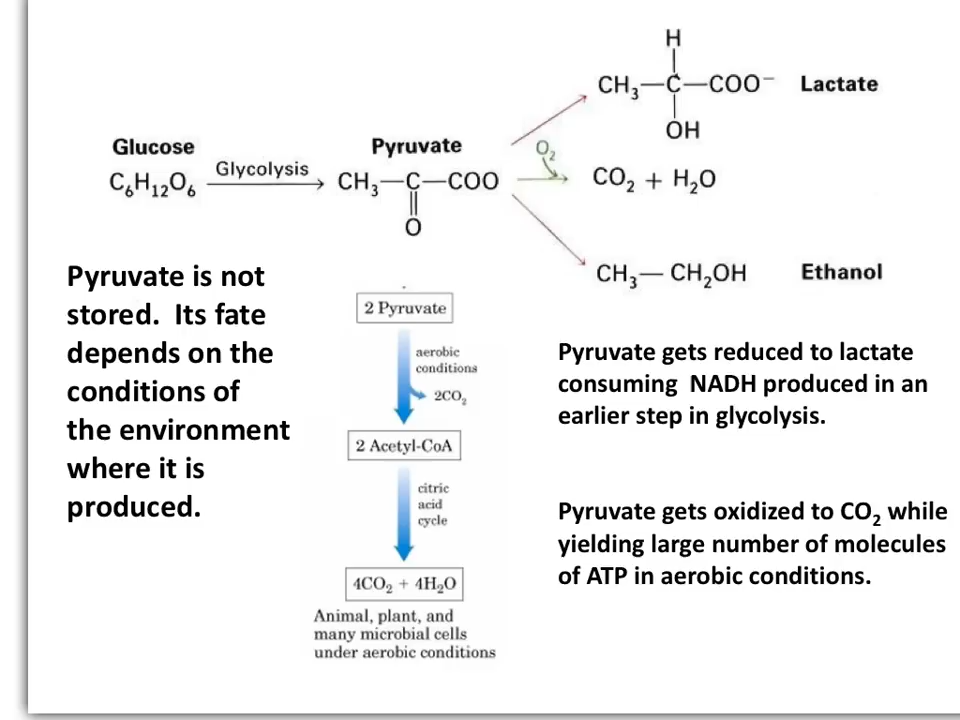 H
CH₃—C—COO⁻ Lactate
OH
Glucose
C₆H₁₂O₆
Glycolysis
Pyruvate
CH₃—C—COO
O
O₂
CO₂ + H₂O
CH₃— CH₂OH Ethanol
Pyruvate is not
stored. Its fate
depends on the
conditions of
the environment
where it is
produced.
2 Pyruvate
aerobic
conditions
2CO₂
2 Acetyl-CoA
citric
acid
cycle
4CO₂ + 4H₂O
Animal, plant, and
many microbial cells
under aerobic conditions
Pyruvate gets reduced to lactate
consuming NADH produced in an
earlier step in glycolysis.
Pyruvate gets oxidized to CO₂ while
yielding large number of molecules
of ATP in aerobic conditions.